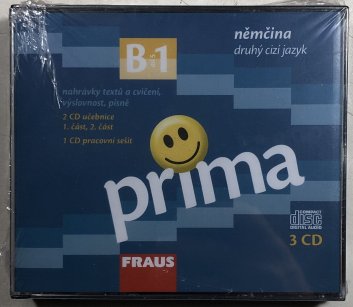 B1
němčina
druhý cizí jazyk
nahrávky textů a cvičení,
výslovnost, písně
2 CD učebnice
1. část, 2. část
1 CD pracovní sešit
prima
COMPACT
disc
DIGITAL AUDIO
3 CD
FRAUS